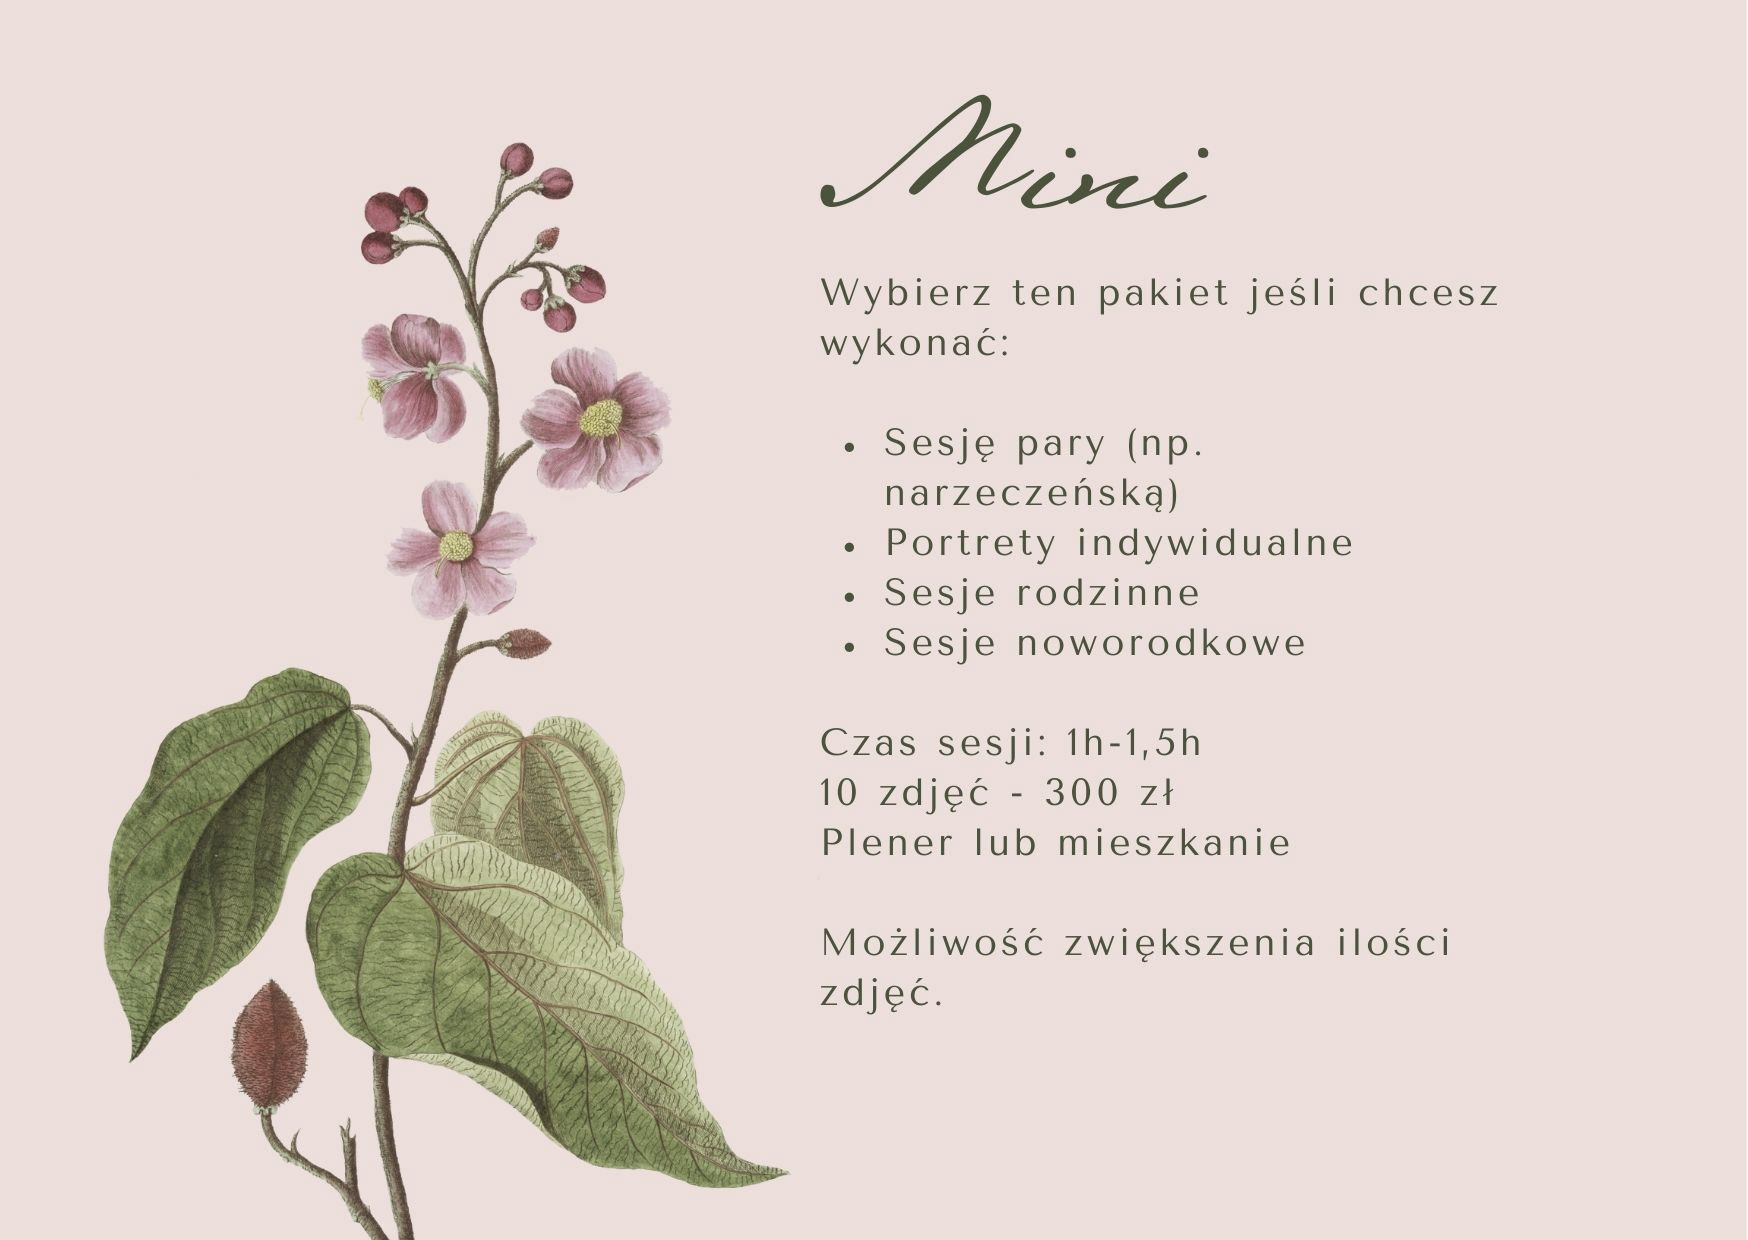 Mini
Wybierz ten pakiet jeśli chcesz
wykonać:
• Sesję pary (np.
narzeczeńską)
• Portrety indywidualne
• Sesje rodzinne
• Sesje noworodkowe
Czas sesji: 1h-1,5h
10 zdjęć - 300 zł
Plener lub mieszkanie
Możliwość zwiększenia ilości
zdjęć.